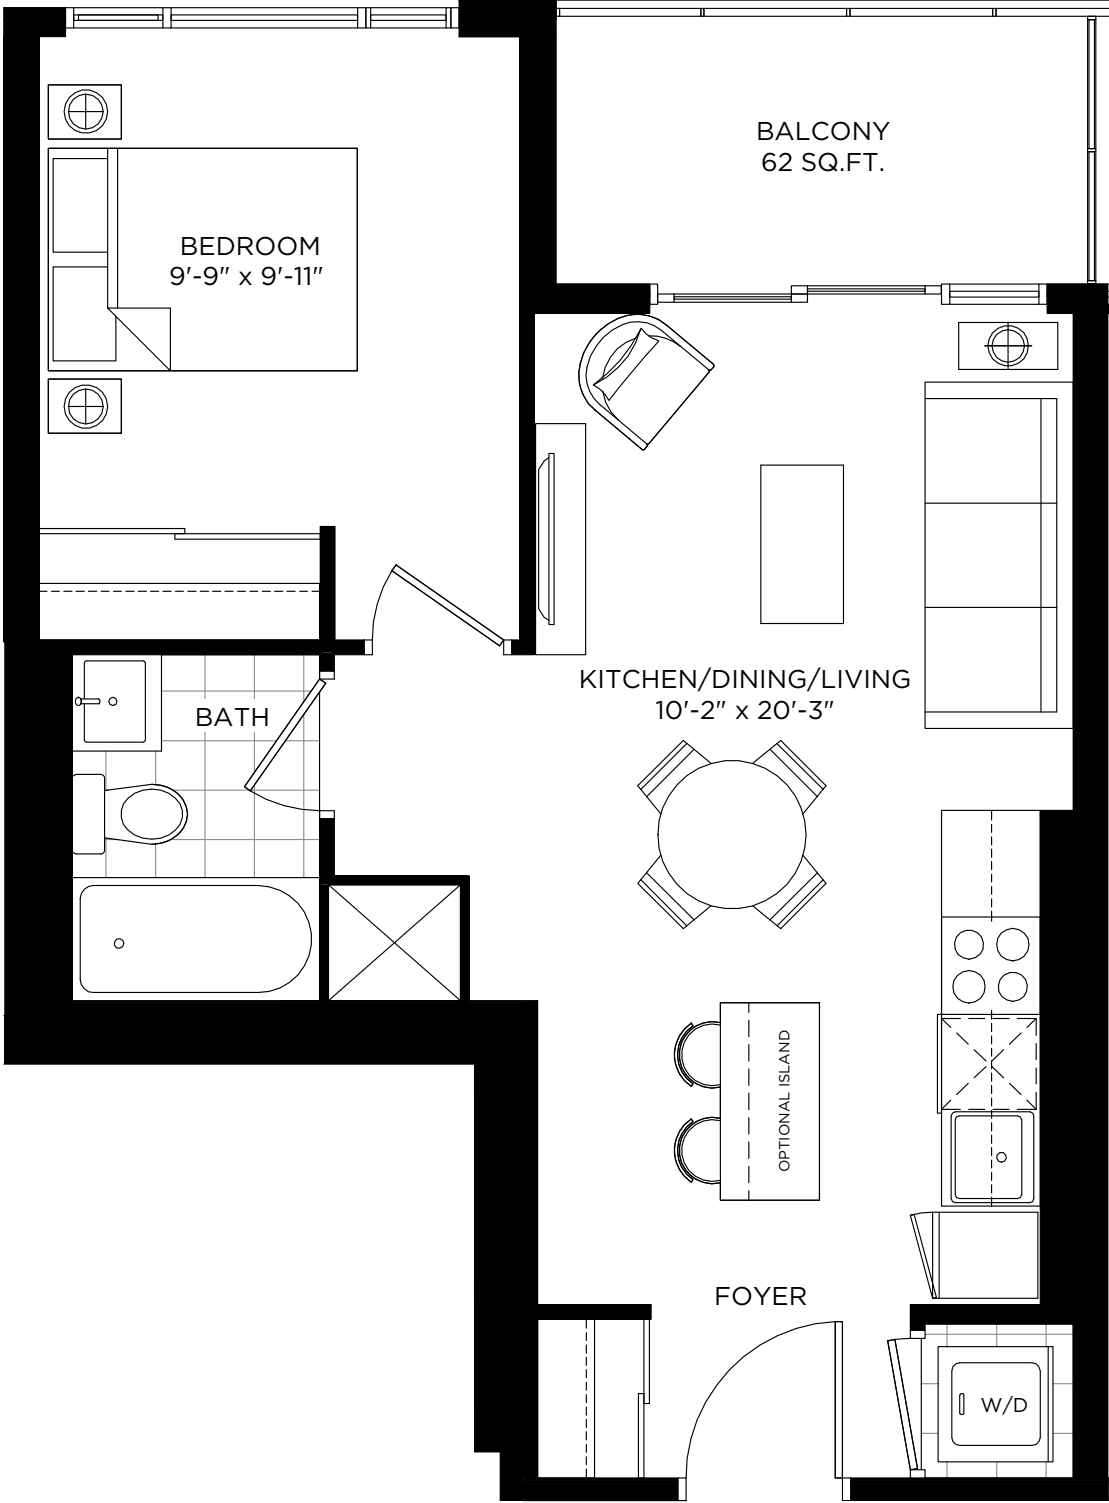 BALCONY
62 SQ.FT.
BEDROOM
9'-9" x 9'-11"
KITCHEN/DINING/LIVING
10'-2" x 20'-3"
BATH
OPTIONAL ISLAND
FOYER
W/D